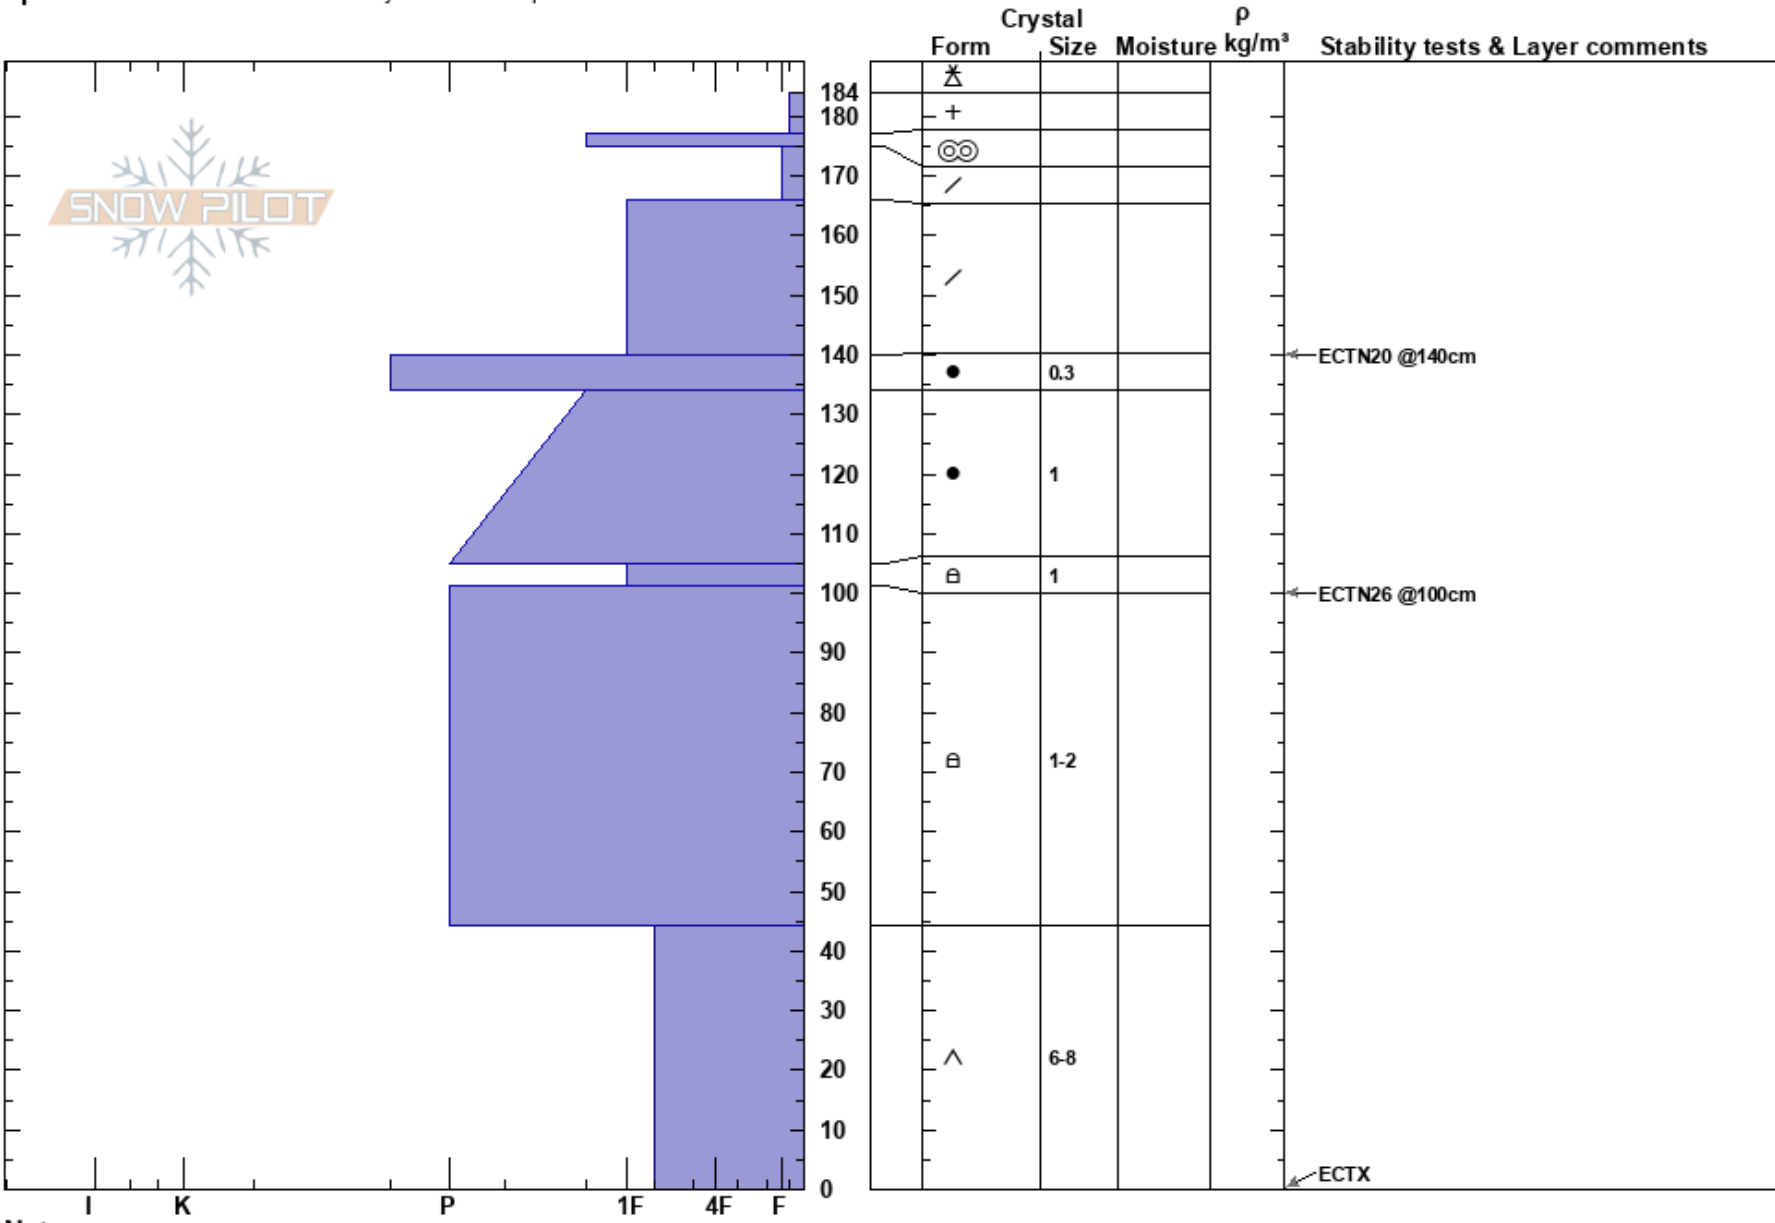 Crystal ρ
Form Size Moisture kg/m³ Stability tests & Layer comments
184
180
SNOW PILOT
170
160
150
140 ECTN20 @140cm
0.3
130
120 1
110
1
100 ECTN26 @100cm
90
80
70 1-2
60
50
40
30
20 6-8
10
ECTX
0
I K P 1F 4F F